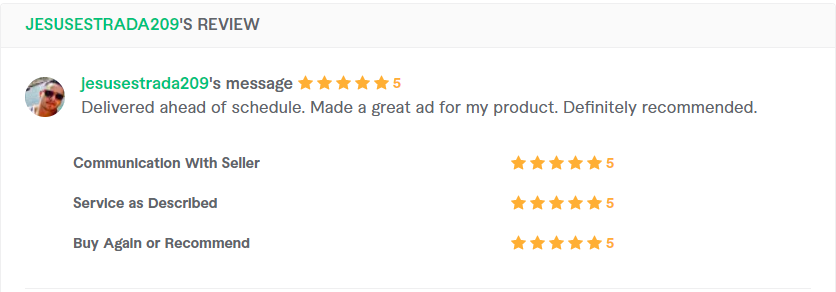 JESUSESTRADA209'S REVIEW
jesusestrada209's message 5
Delivered ahead of schedule. Made a great ad for my product. Definitely recommended.
Communication With Seller 5
Service as Described 5
Buy Again or Recommend 5